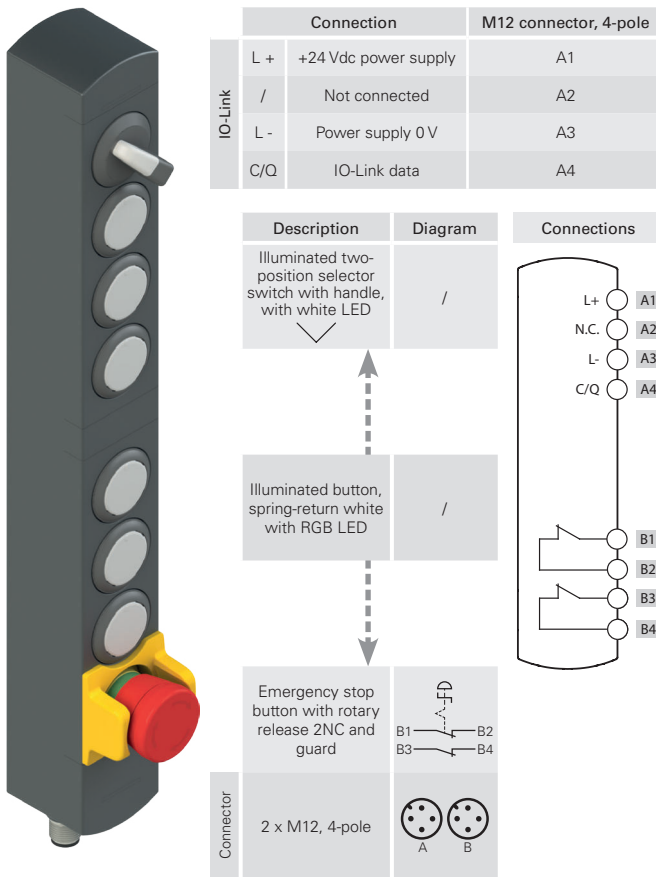 Connection M12 connector, 4-pole
IO-Link
L + +24 Vdc power supply A1
/ Not connected A2
L - Power supply 0 V A3
C/Q IO-Link data A4
Description Diagram Connections
Illuminated two-
position selector
switch with handle,
with white LED
/
L+ A1
N.C. A2
L- A3
C/Q A4
Illuminated button,
spring-return white
with RGB LED
/
B1
B2
B3
B4
Emergency stop
button with rotary
release 2NC and
guard
B1 B2
B3 B4
Connector
2 x M12, 4-pole
A B